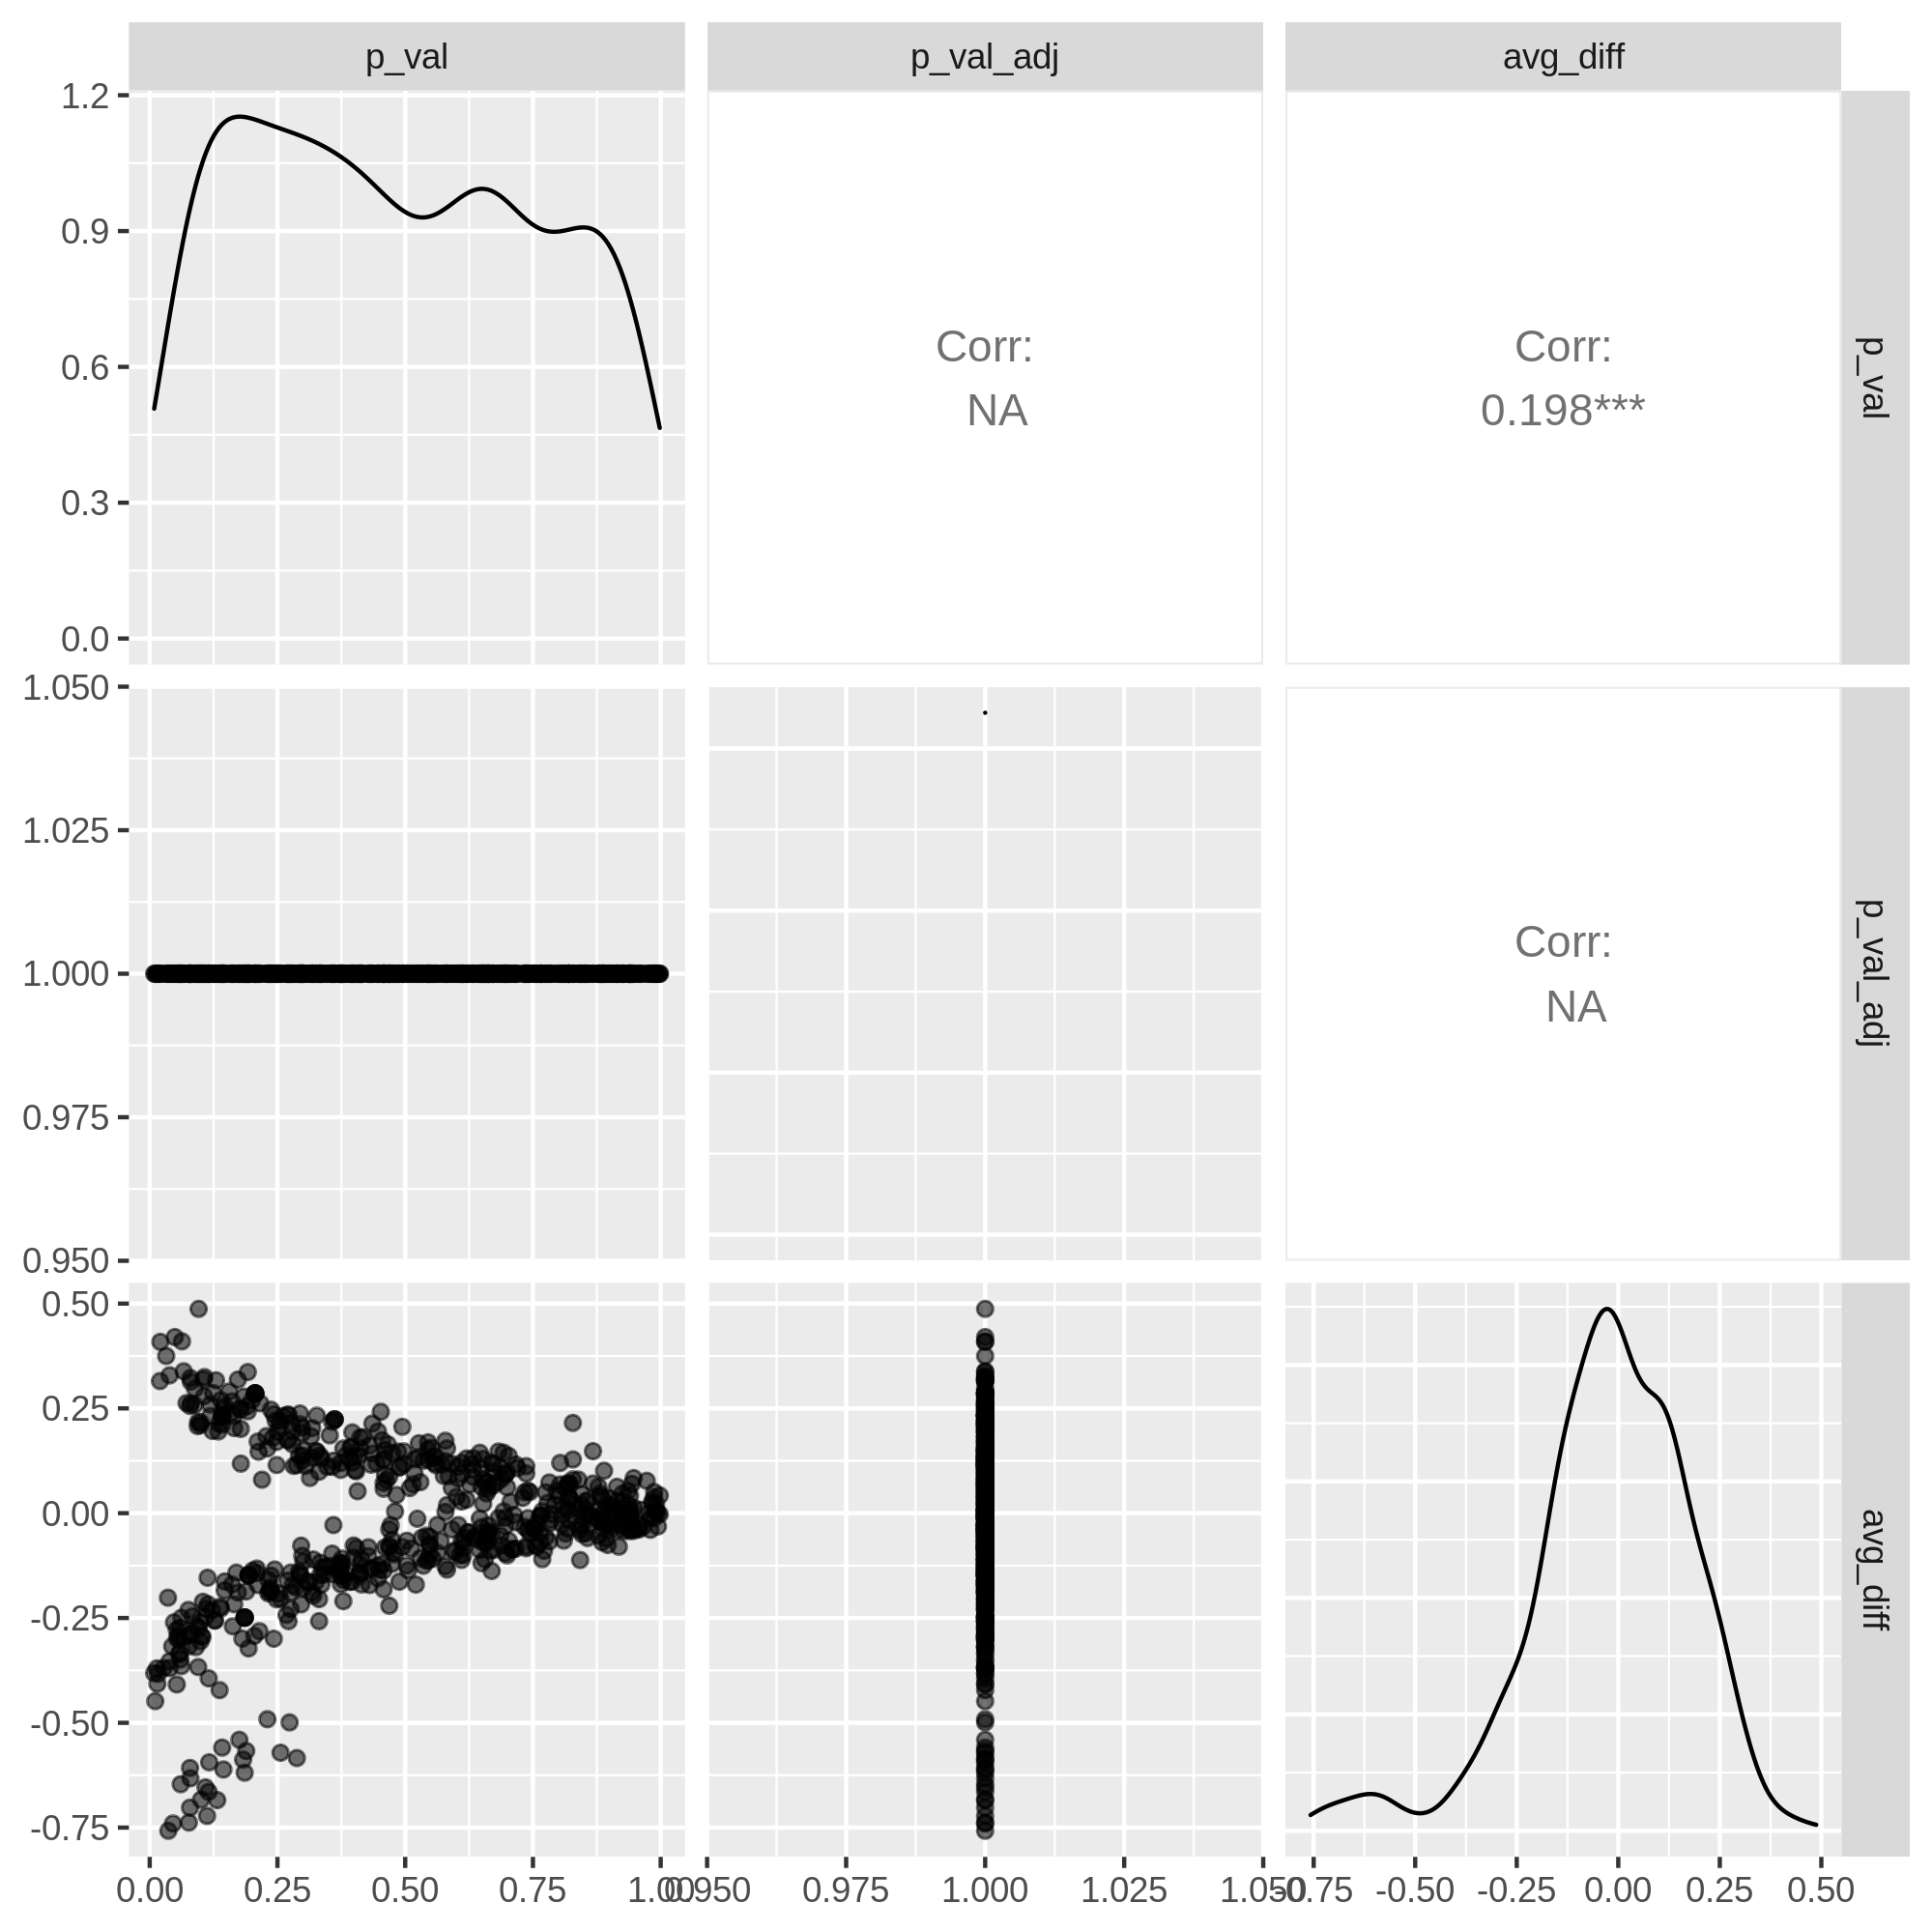 p_val
p_val_adj
avg_diff
1.2
0.9
0.6
0.3
0.0
Corr:
NA
Corr:
0.198***
p_val
1.050
1.025
1.000
0.975
0.950
Corr:
NA
p_val_adj
0.50
0.25
0.00
-0.25
-0.50
-0.75
avg_diff
0.00 0.25 0.50 0.75 1.00
0.950 0.975 1.000 1.025 1.050
-0.75 -0.50 -0.25 0.00 0.25 0.50